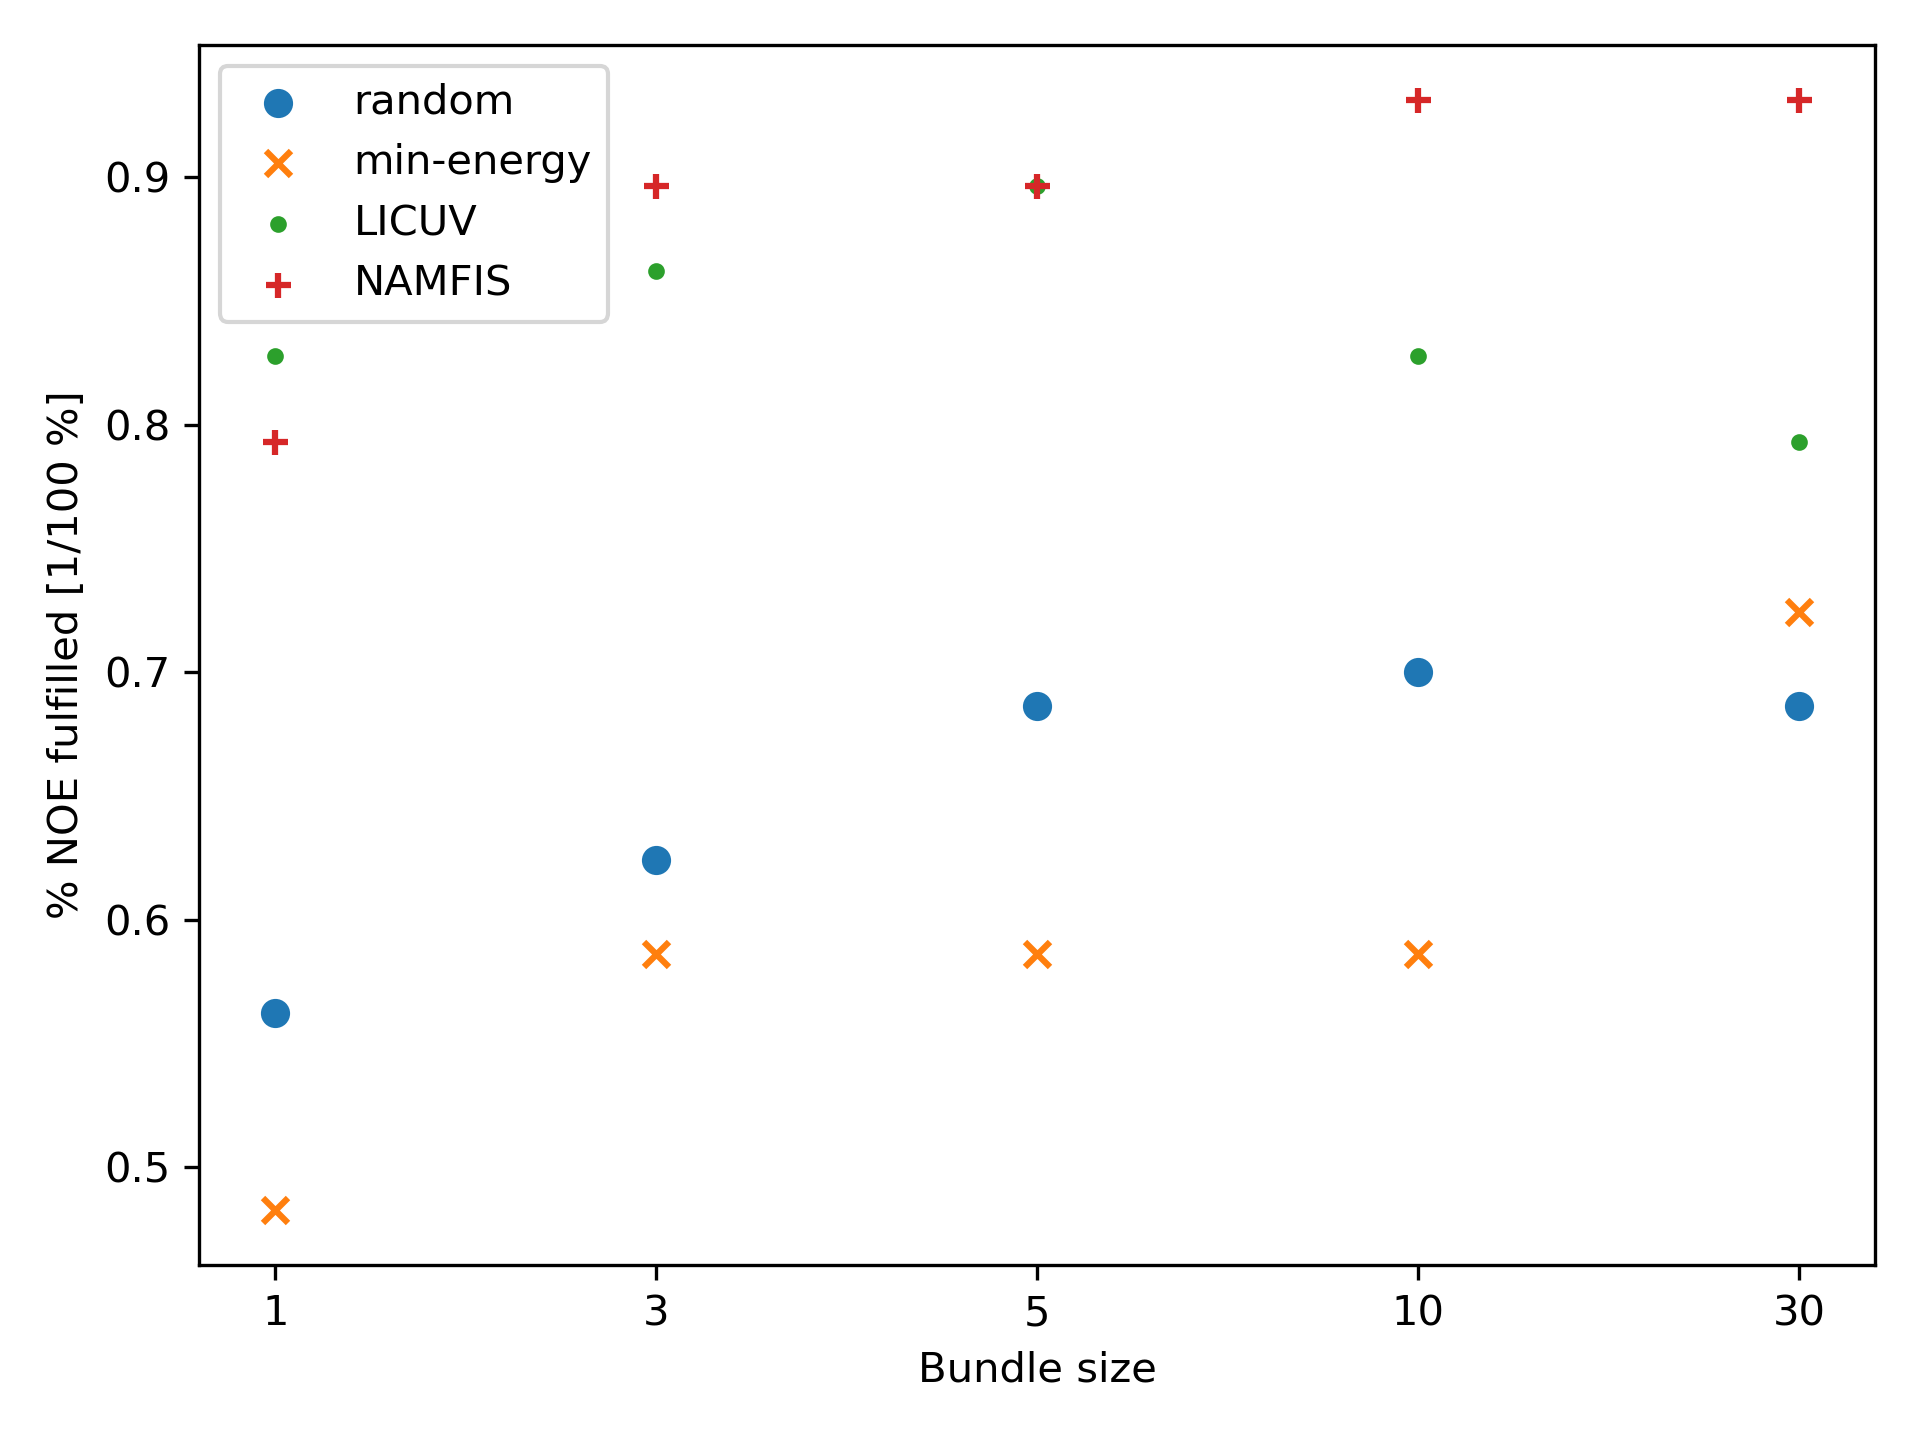 random
min-energy
LICUV
NAMFIS
% NOE fulfilled [1/100 %]
0.9
0.8
0.7
0.6
0.5
1 3 5 10 30
Bundle size